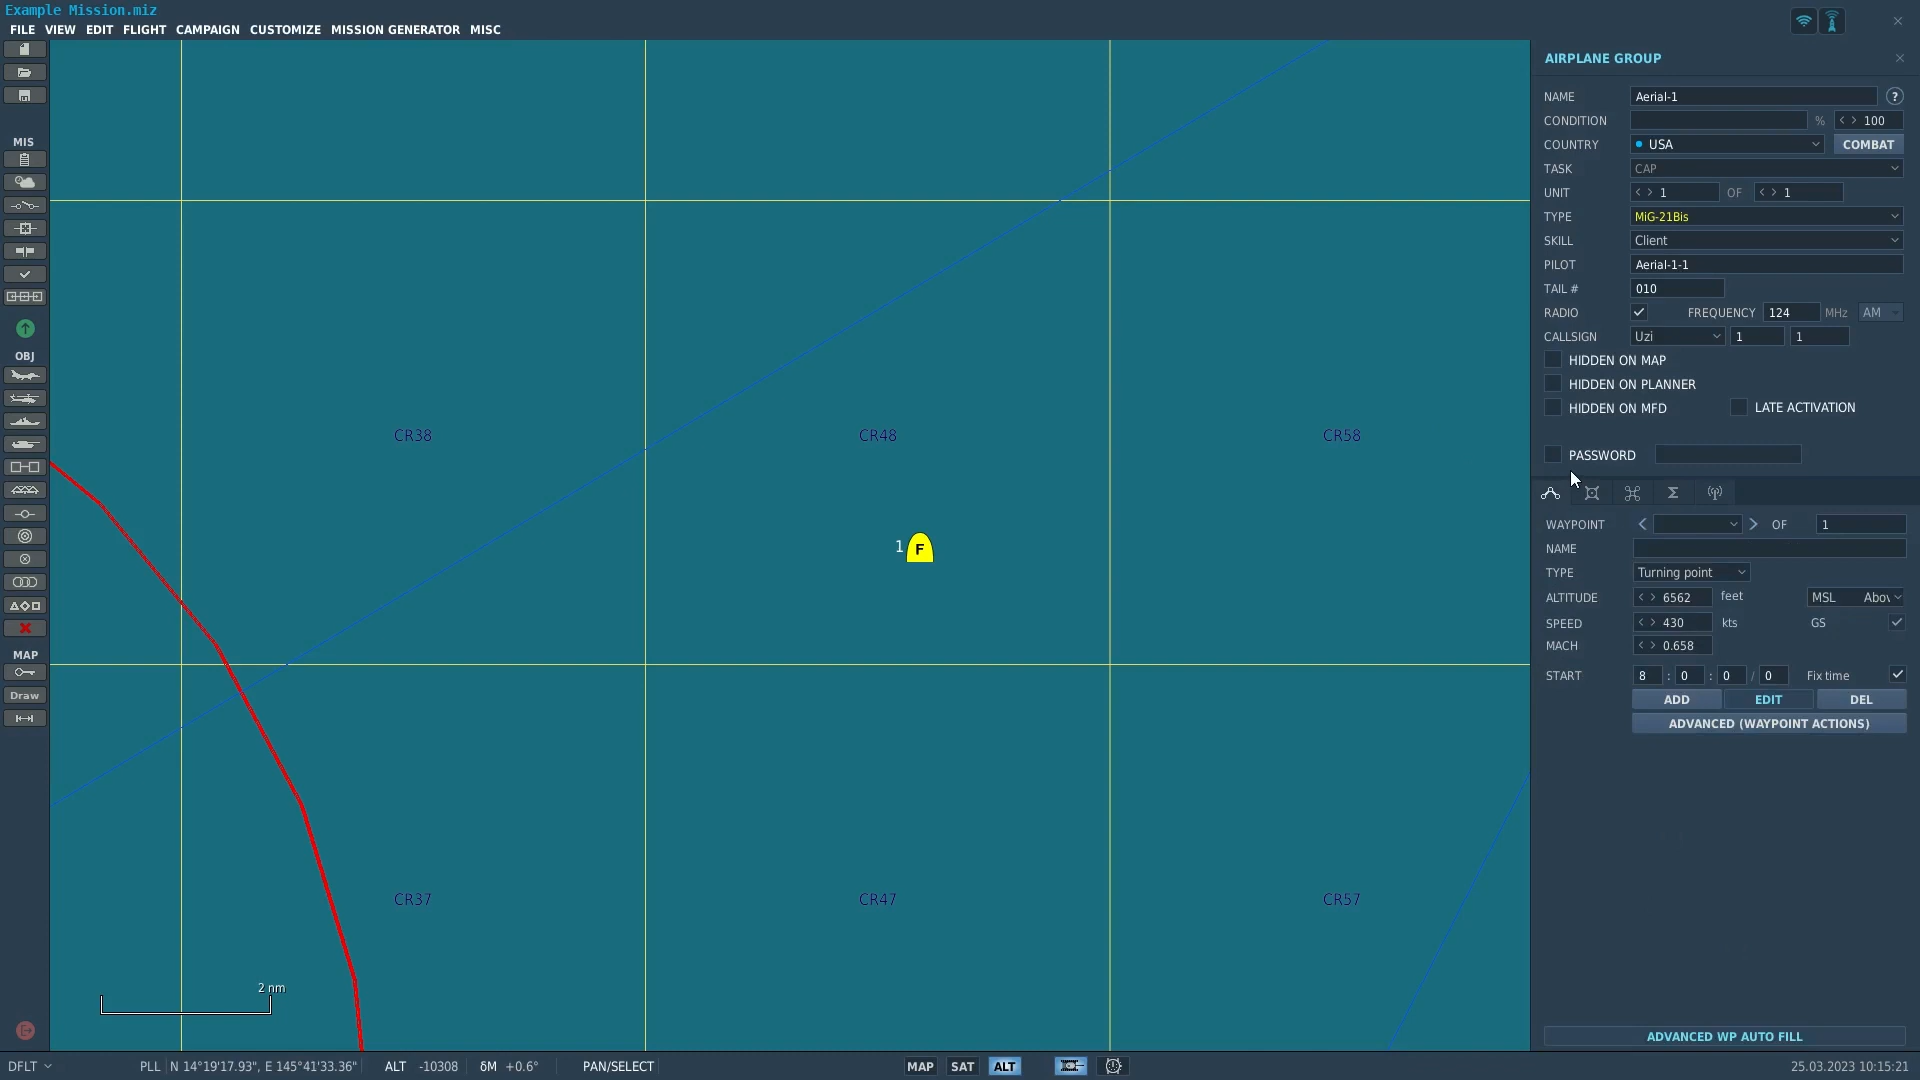 Example Mission.miz
FILE VIEW EDIT FLIGHT CAMPAIGN CUSTOMIZE MISSION GENERATOR MISC
MIS
OBJ
MAP
Draw
CR38
CR48
CR58
1 F
CR37
CR47
CR57
2 nm
AIRPLANE GROUP
NAME Aerial-1 ?
CONDITION % < > 100
COUNTRY USA COMBAT
TASK CAP
UNIT < > 1 OF < > 1
TYPE MiG-21Bis
SKILL Client
PILOT Aerial-1-1
TAIL # 010
RADIO FREQUENCY 124 MHz AM
CALLSIGN Uzi 1 1
HIDDEN ON MAP
HIDDEN ON PLANNER
HIDDEN ON MFD LATE ACTIVATION
PASSWORD
WAYPOINT < > OF 1
NAME
TYPE Turning point
ALTITUDE < > 6562 feet MSL Abov
SPEED < > 430 kts GS
MACH < > 0.658
START 8 : 0 : 0 / 0 Fix time
ADD EDIT DEL
ADVANCED (WAYPOINT ACTIONS)
ADVANCED WP AUTO FILL
DFLT PLL N 14°19'17.93", E 145°41'33.36" ALT -10308 δM +0.6° PAN/SELECT MAP SAT ALT 25.03.2023 10:15:21